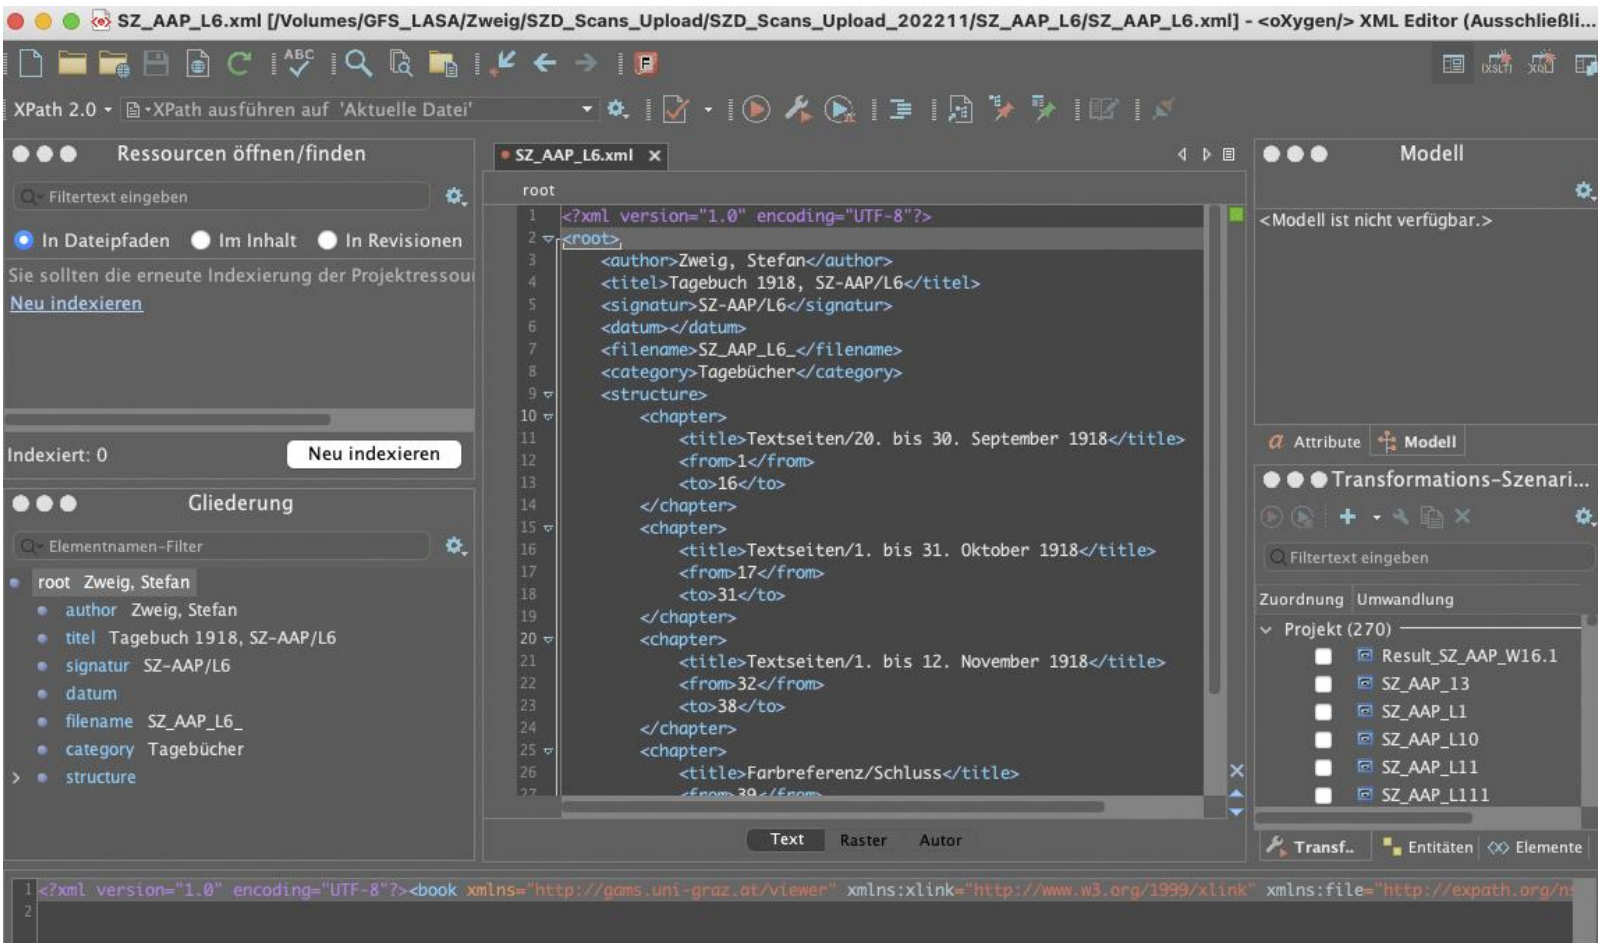 SZ_AAP_L6.xml [/Volumes/GFS_LASA/Zweig/SZD_Scans_Upload/SZD_Scans_Upload_202211/SZ_AAP_L6/SZ_AAP_L6.xml] - <oXygen/> XML Editor (Ausschließli...
ABC
XPath 2.0
XPath ausführen auf 'Aktuelle Datei'
Ressourcen öffnen/finden
Filtertext eingeben
In Dateipfaden Im Inhalt In Revisionen
Sie sollten die erneute Indexierung der Projektressou
Neu indexieren
Indexiert: 0
Neu indexieren
Gliederung
Elementnamen-Filter
root Zweig, Stefan
author Zweig, Stefan
titel Tagebuch 1918, SZ-AAP/L6
signatur SZ-AAP/L6
datum
filename SZ_AAP_L6_
category Tagebücher
structure
SZ_AAP_L6.xml
root
1 <?xml version="1.0" encoding="UTF-8"?>
2 <root>
3 <author>Zweig, Stefan</author>
4 <titel>Tagebuch 1918, SZ-AAP/L6</titel>
5 <signatur>SZ-AAP/L6</signatur>
6 <datum></datum>
7 <filename>SZ_AAP_L6_</filename>
8 <category>Tagebücher</category>
9 <structure>
10 <chapter>
11 <title>Textseiten/20. bis 30. September 1918</title>
12 <from>1</from>
13 <to>16</to>
14 </chapter>
15 <chapter>
16 <title>Textseiten/1. bis 31. Oktober 1918</title>
17 <from>17</from>
18 <to>31</to>
19 </chapter>
20 <chapter>
21 <title>Textseiten/1. bis 12. November 1918</title>
22 <from>32</from>
23 <to>38</to>
24 </chapter>
25 <chapter>
26 <title>Farbreferenz/Schluss</title>
27 <from>39</from>
Text Raster Autor
Modell
<Modell ist nicht verfügbar.>
Attribute Modell
Transformations-Szenari...
Filtertext eingeben
Zuordnung Umwandlung
Projekt (270)
Result_SZ_AAP_W16.1
SZ_AAP_13
SZ_AAP_L1
SZ_AAP_L10
SZ_AAP_L11
SZ_AAP_L111
Transf.. Entitäten Elemente
1 <?xml version="1.0" encoding="UTF-8"?><book xmlns="http://gams.uni-graz.at/viewer" xmlns:xlink="http://www.w3.org/1999/xlink" xmlns:file="http://expath.org/ns
2